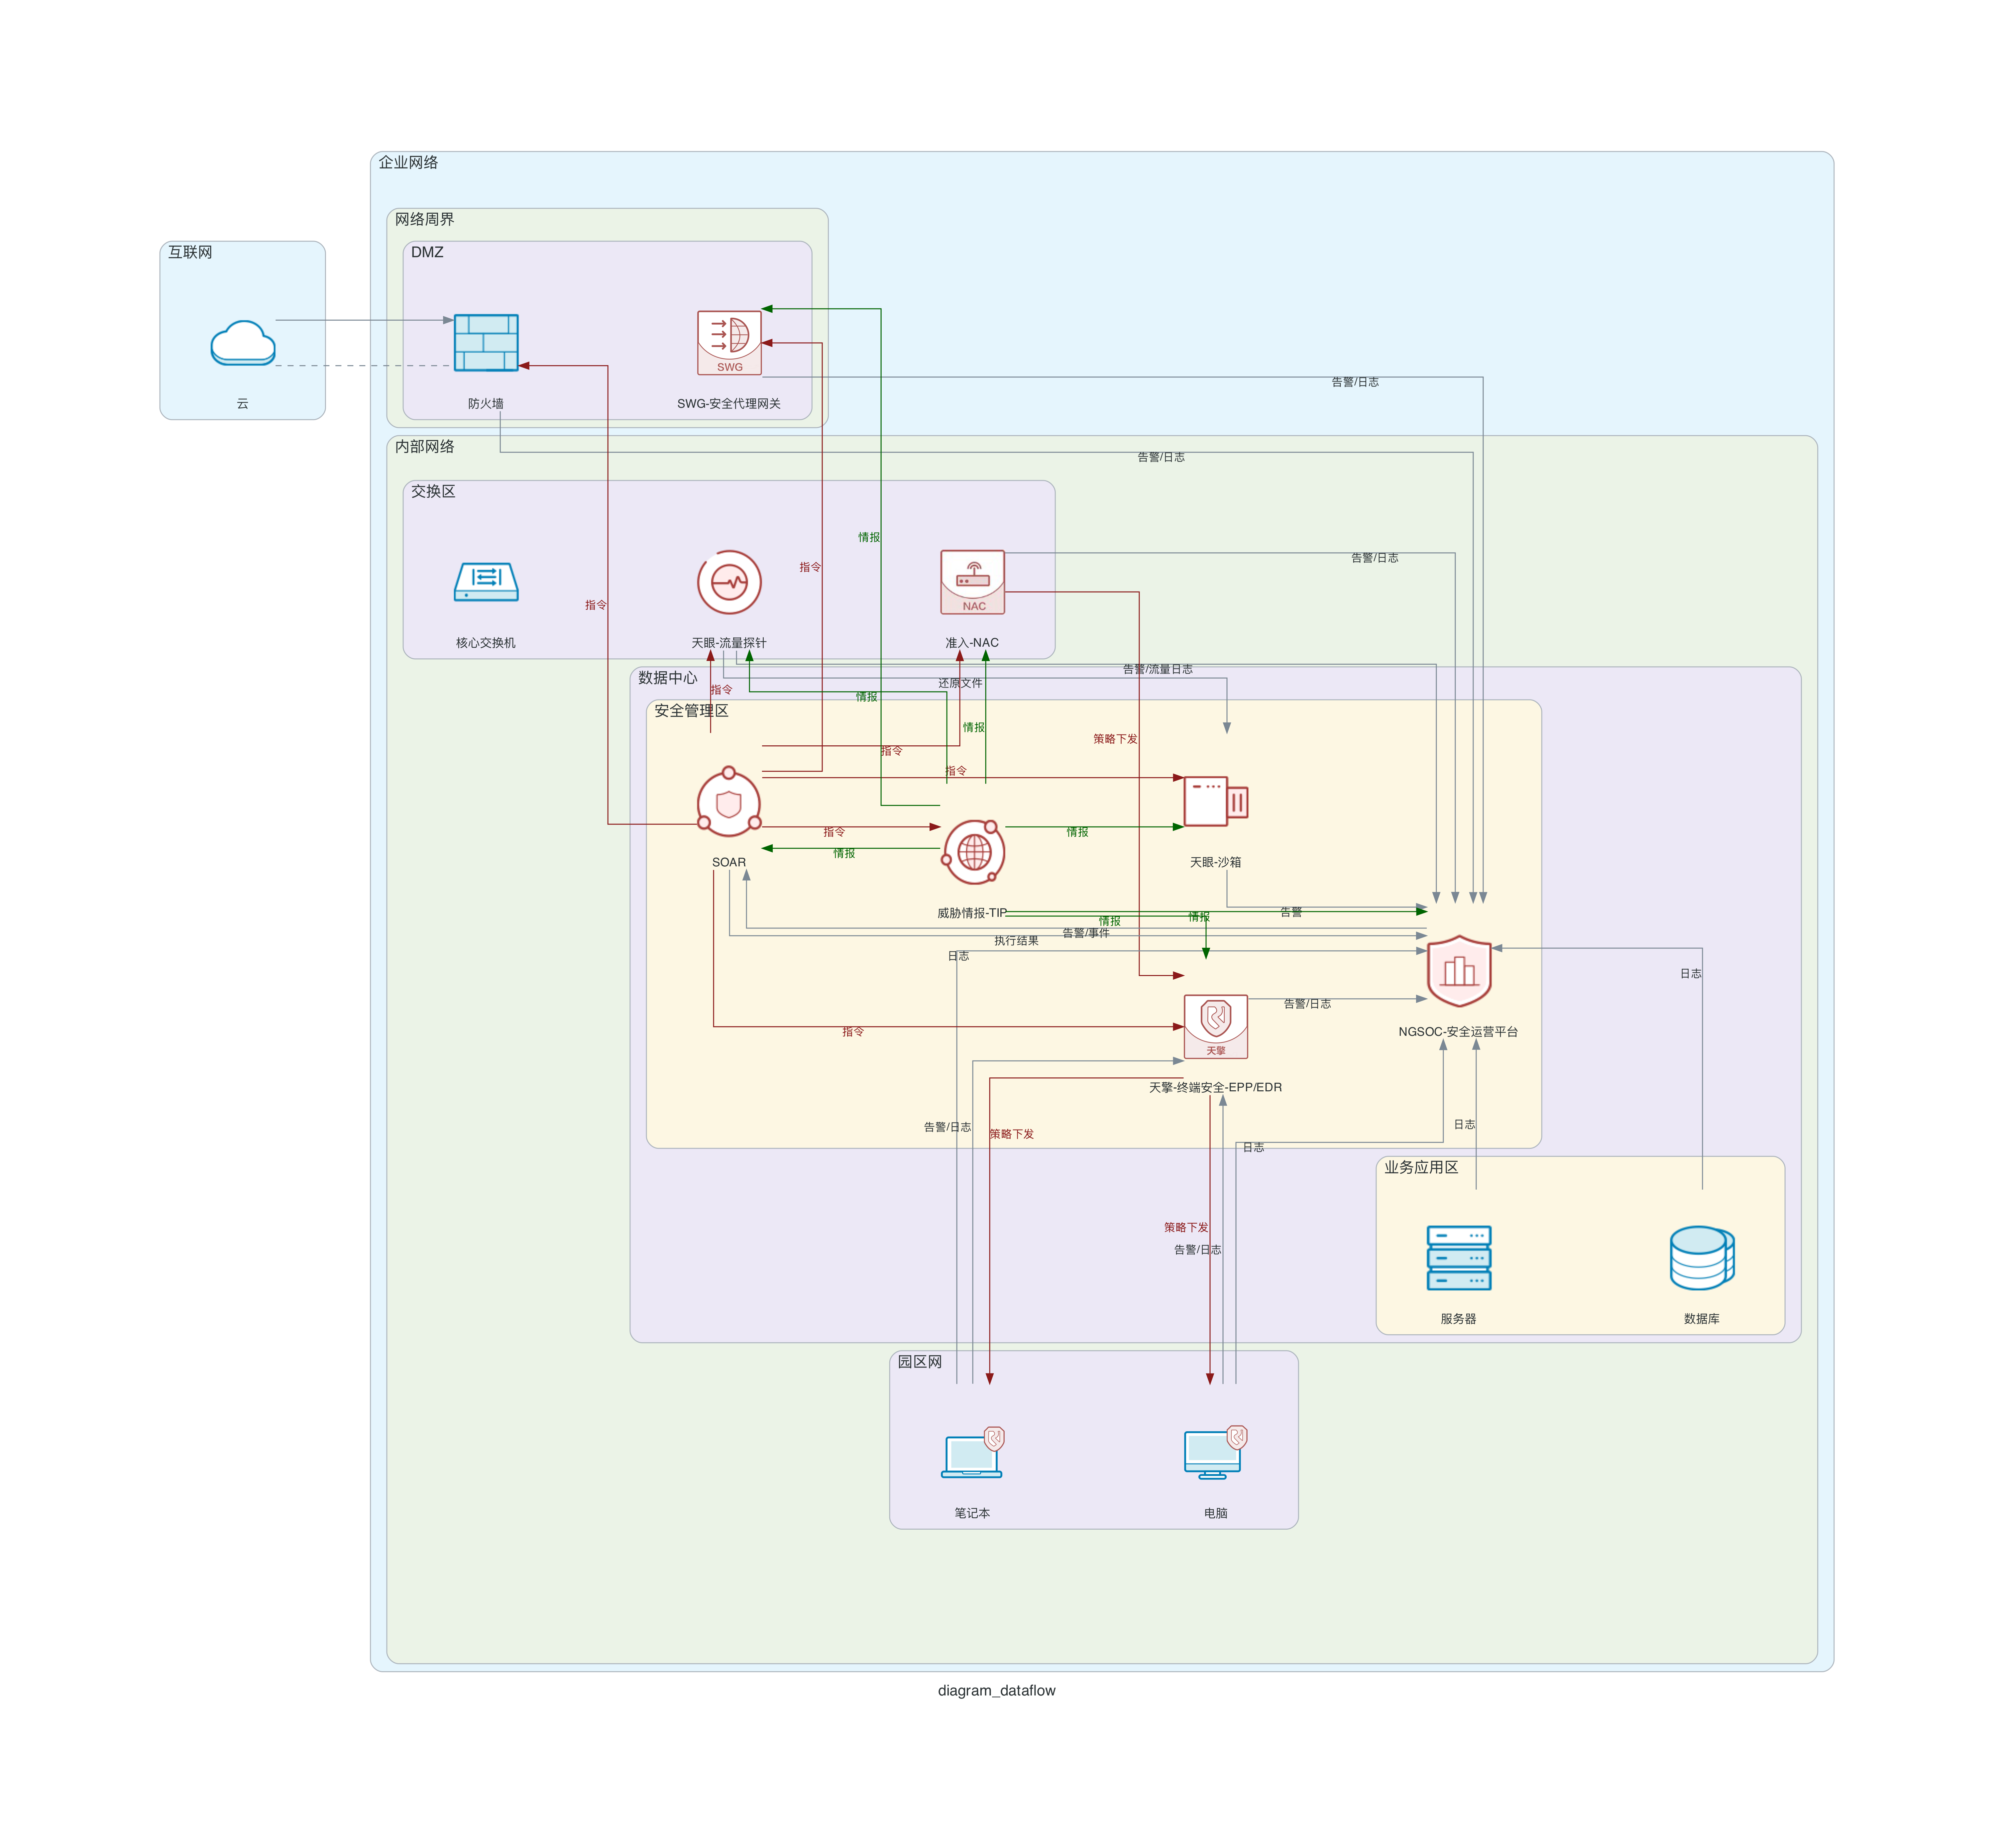 企业网络
网络周界
互联网
DMZ
SWG
告警/日志
云
防火墙
SWG-安全代理网关
内部网络
告警/日志
交换区
情报
告警/日志
指令
指令
NAC
核心交换机
天眼-流量探针
准入-NAC
告警/流量日志
数据中心
还原文件
指令
情报
安全管理区
情报
策略下发
指令
指令
指令
情报
情报
SOAR
天眼-沙箱
威胁情报-TIP
告警
情报
情报
告警/事件
执行结果
日志
日志
告警/日志
指令
NGSOC-安全运营平台
天擎
天擎-终端安全-EPP/EDR
告警/日志
策略下发
日志
日志
业务应用区
策略下发
告警/日志
服务器
数据库
园区网
笔记本
电脑
diagram_dataflow